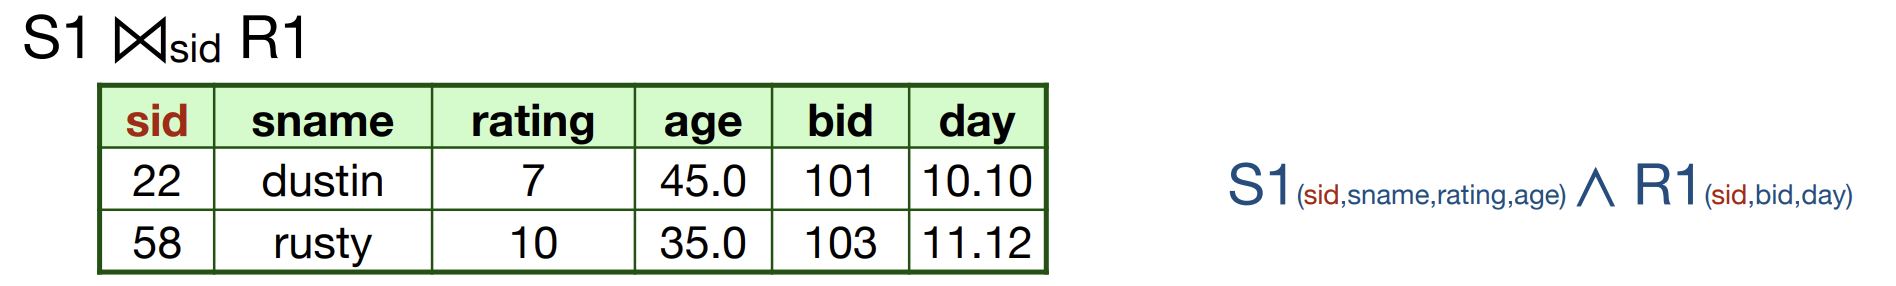 S1 ⋈sid R1
sid sname rating age bid day
22 dustin 7 45.0 101 10.10
58 rusty 10 35.0 103 11.12
S1(sid,sname,rating,age) ∧ R1(sid,bid,day)